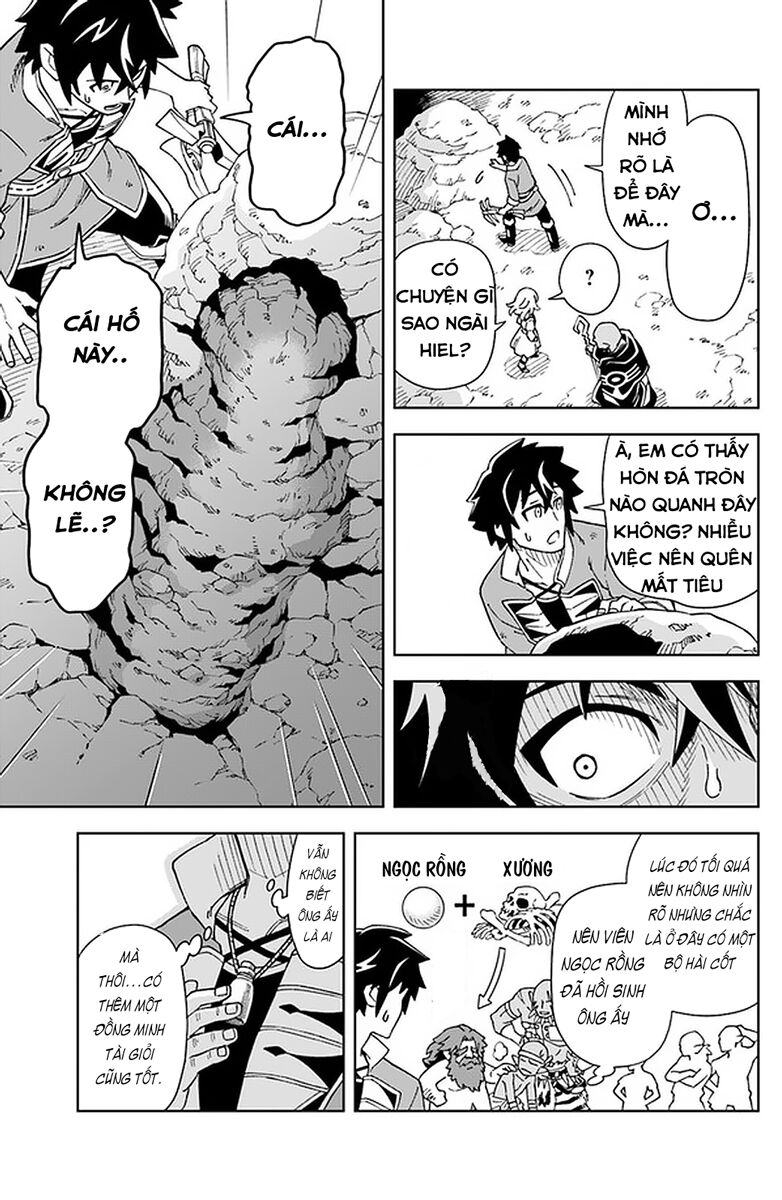 Ơ...
MÌNH
NHỚ
RÕ LÀ
ĐỂ ĐÂY
MÀ...
?
CÓ
CHUYỆN GÌ
SAO NGÀI
HIEL?
À, EM CÓ THẤY
HÒN ĐÁ TRÒN
NÀO QUANH ĐÂY
KHÔNG? NHIỀU
VIỆC NÊN QUÊN
MẤT TIÊU
CÁI...
CÁI HỐ
NÀY..
KHÔNG
LẼ..?
LÚC ĐÓ TỐI QUÁ
NÊN KHÔNG NHÌN
RÕ NHƯNG CHẮC
LÀ Ở ĐÂY CÓ MỘT
BỘ HÀI CỐT
NÊN VIÊN
NGỌC RỒNG
ĐÃ HỒI SINH
ÔNG ẤY
NGỌC RỒNG + XƯƠNG
VẪN
KHÔNG
BIẾT
ÔNG ẤY
LÀ AI
MÀ
THÔI...CÓ
THÊM MỘT
ĐỒNG MINH
TÀI GIỎI
CŨNG TỐT.